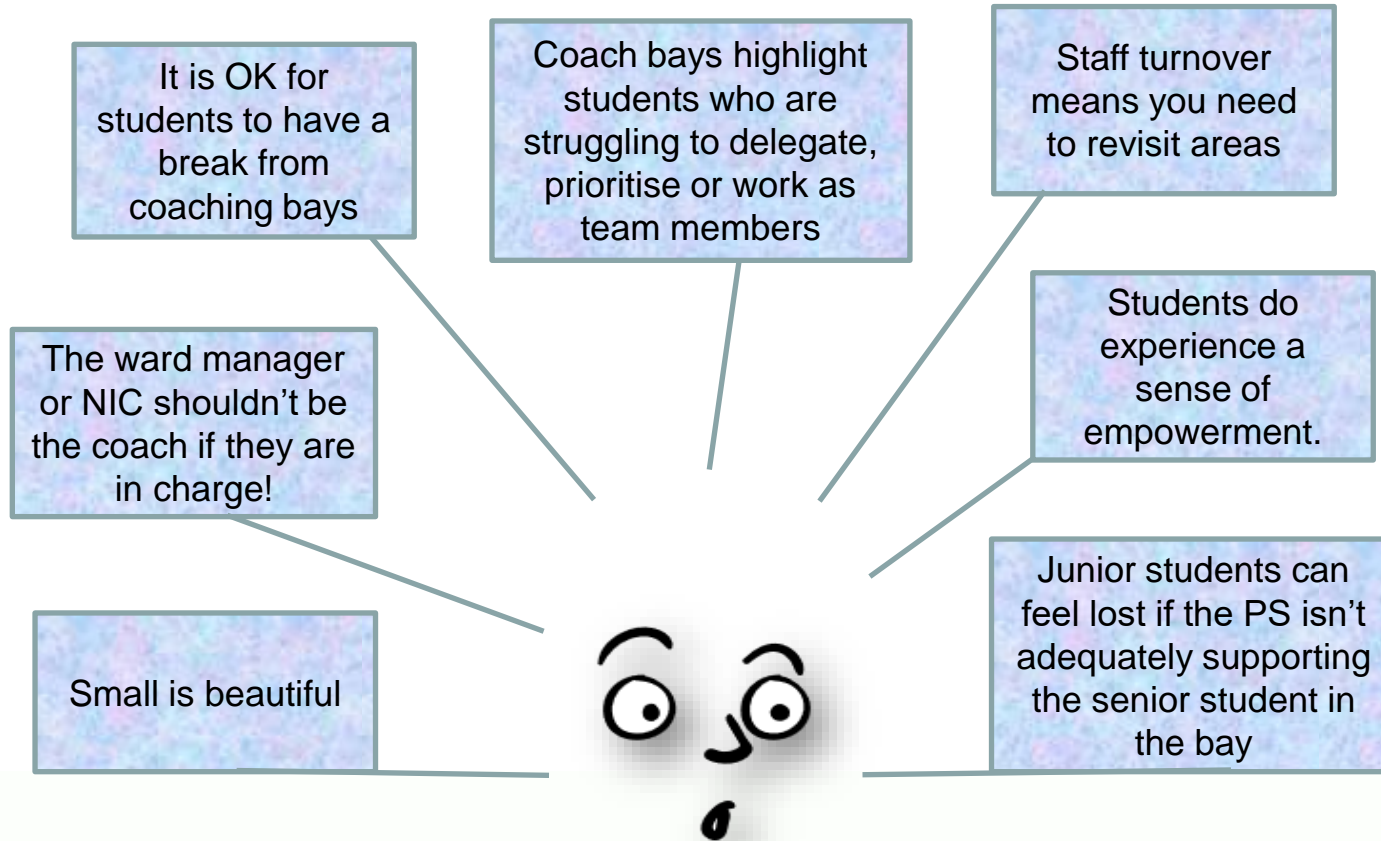 It is OK for
students to have a
break from
coaching bays
Coach bays highlight
students who are
struggling to delegate,
prioritise or work as
team members
Staff turnover
means you need
to revisit areas
The ward manager
or NIC shouldn’t be
the coach if they are
in charge!
Students do
experience a
sense of
empowerment.
Small is beautiful
Junior students can
feel lost if the PS isn’t
adequately supporting
the senior student in
the bay